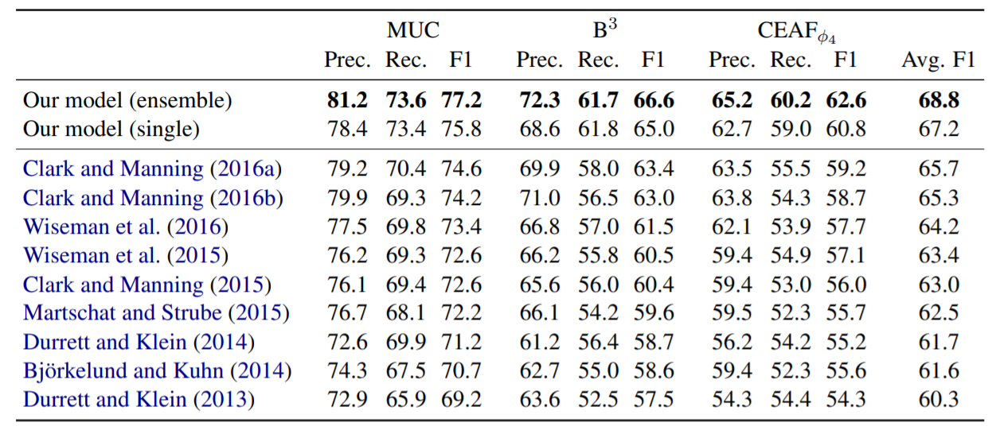 MUC B³ CEAFϕ4
Prec. Rec. F1 Prec. Rec. F1 Prec. Rec. F1 Avg. F1
Our model (ensemble) 81.2 73.6 77.2 72.3 61.7 66.6 65.2 60.2 62.6 68.8
Our model (single) 78.4 73.4 75.8 68.6 61.8 65.0 62.7 59.0 60.8 67.2
Clark and Manning (2016a) 79.2 70.4 74.6 69.9 58.0 63.4 63.5 55.5 59.2 65.7
Clark and Manning (2016b) 79.9 69.3 74.2 71.0 56.5 63.0 63.8 54.3 58.7 65.3
Wiseman et al. (2016) 77.5 69.8 73.4 66.8 57.0 61.5 62.1 53.9 57.7 64.2
Wiseman et al. (2015) 76.2 69.3 72.6 66.2 55.8 60.5 59.4 54.9 57.1 63.4
Clark and Manning (2015) 76.1 69.4 72.6 65.6 56.0 60.4 59.4 53.0 56.0 63.0
Martschat and Strube (2015) 76.7 68.1 72.2 66.1 54.2 59.6 59.5 52.3 55.7 62.5
Durrett and Klein (2014) 72.6 69.9 71.2 61.2 56.4 58.7 56.2 54.2 55.2 61.7
Björkelund and Kuhn (2014) 74.3 67.5 70.7 62.7 55.0 58.6 59.4 52.3 55.6 61.6
Durrett and Klein (2013) 72.9 65.9 69.2 63.6 52.5 57.5 54.3 54.4 54.3 60.3